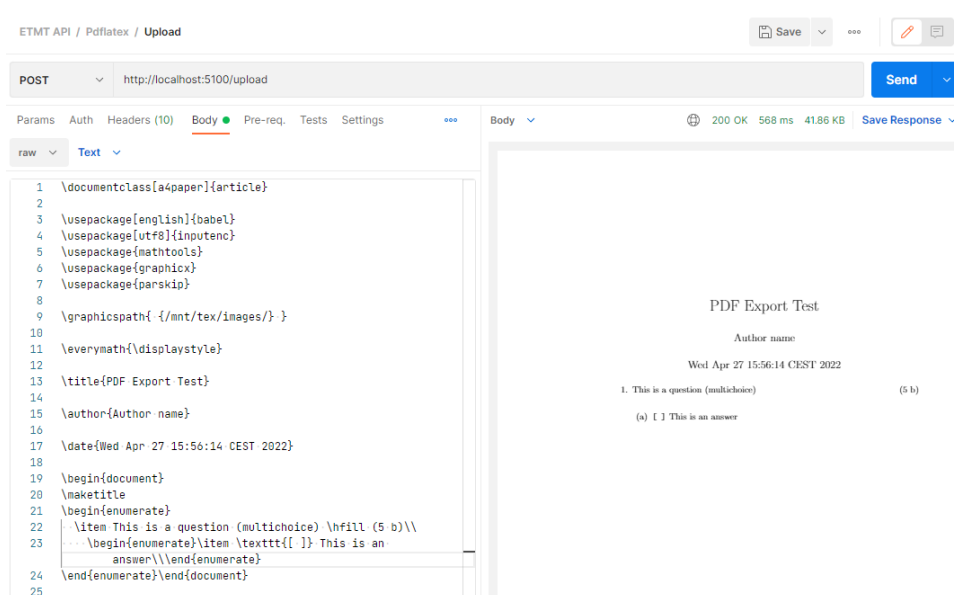 ETMT API / Pdflatex / Upload
Save
POST http://localhost:5100/upload
Send
Params Auth Headers (10) Body Pre-req. Tests Settings
Body 200 OK 568 ms 41.86 KB Save Response
raw Text
1 \documentclass[a4paper]{article}
2
3 \usepackage[english]{babel}
4 \usepackage[utf8]{inputenc}
5 \usepackage{mathtools}
6 \usepackage{graphicx}
7 \usepackage{parskip}
8
9 \graphicspath{ {/mnt/tex/images/} }
10
11 \everymath{\displaystyle}
12
13 \title{PDF Export Test}
14
15 \author{Author name}
16
17 \date{Wed Apr 27 15:56:14 CEST 2022}
18
19 \begin{document}
20 \maketitle
21 \begin{enumerate}
22 \item This is a question (multichoice) \hfill (5 b)\\
23 \begin{enumerate}\item \texttt{[ ]} This is an
answer\\\end{enumerate}
24 \end{enumerate}\end{document}
25
PDF Export Test
Author name
Wed Apr 27 15:56:14 CEST 2022
1. This is a question (multichoice) (5 b)
(a) [ ] This is an answer